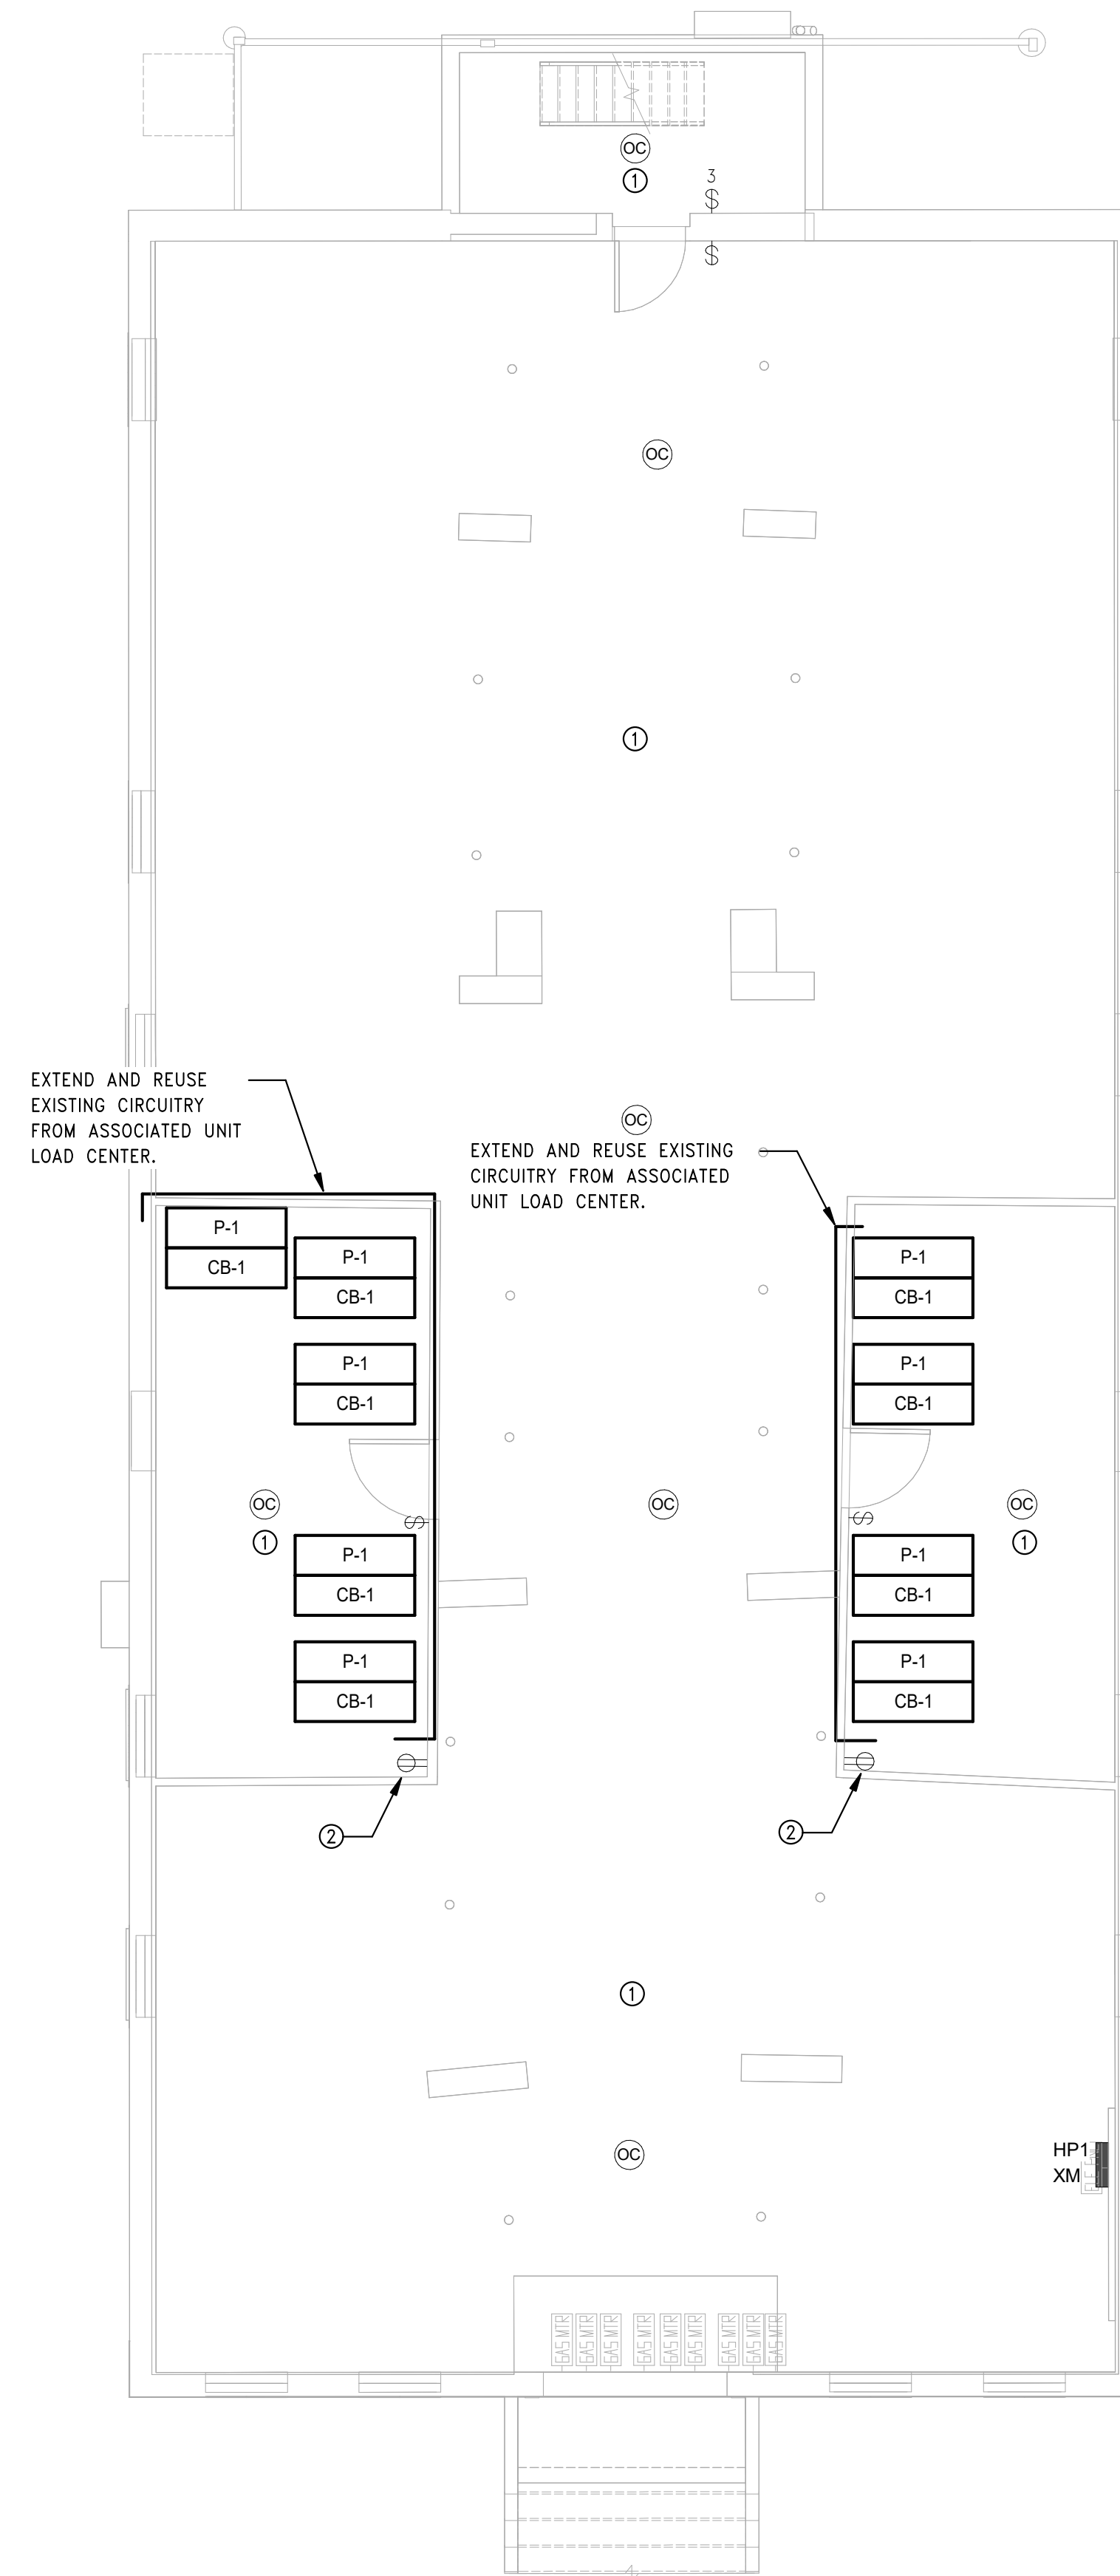 OC
1
3
$
$
OC
1
EXTEND AND REUSE
EXISTING CIRCUITRY
FROM ASSOCIATED UNIT
LOAD CENTER.
OC
EXTEND AND REUSE EXISTING
CIRCUITRY FROM ASSOCIATED
UNIT LOAD CENTER.
P-1
CB-1
P-1
CB-1
P-1
CB-1
P-1
CB-1
P-1
CB-1
P-1
CB-1
P-1
CB-1
P-1
CB-1
P-1
CB-1
OC
1
$
OC
$
OC
1
2
2
1
OC
HP1
XM
GAS MTR
GAS MTR
GAS MTR
GAS MTR
GAS MTR
GAS MTR
GAS MTR
GAS MTR
GAS MTR